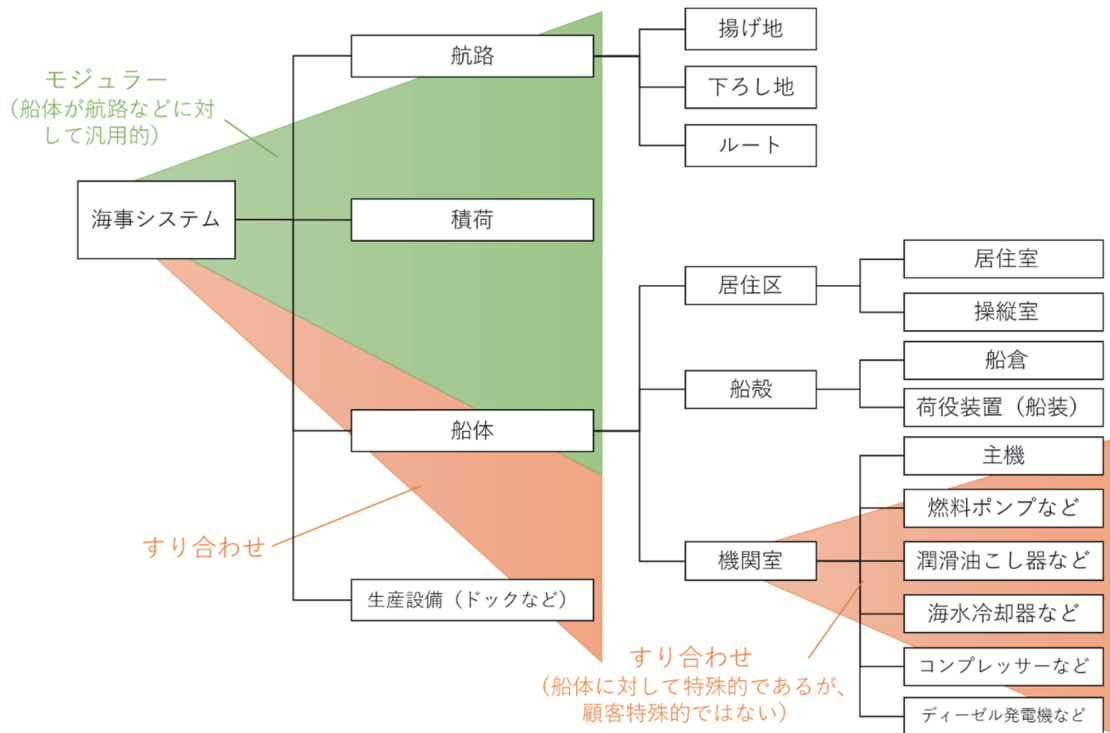 航路
揚げ地
下ろし地
ルート
モジュラー
（船体が航路などに対
して汎用的）
海事システム
積荷
居住区
居住室
操縦室
船殻
船倉
荷役装置（船装）
船体
主機
燃料ポンプなど
すり合わせ
機関室
潤滑油こし器など
生産設備（ドックなど）
海水冷却器など
すり合わせ
（船体に対して特殊的であるが、
顧客特殊的ではない）
コンプレッサーなど
ディーゼル発電機など